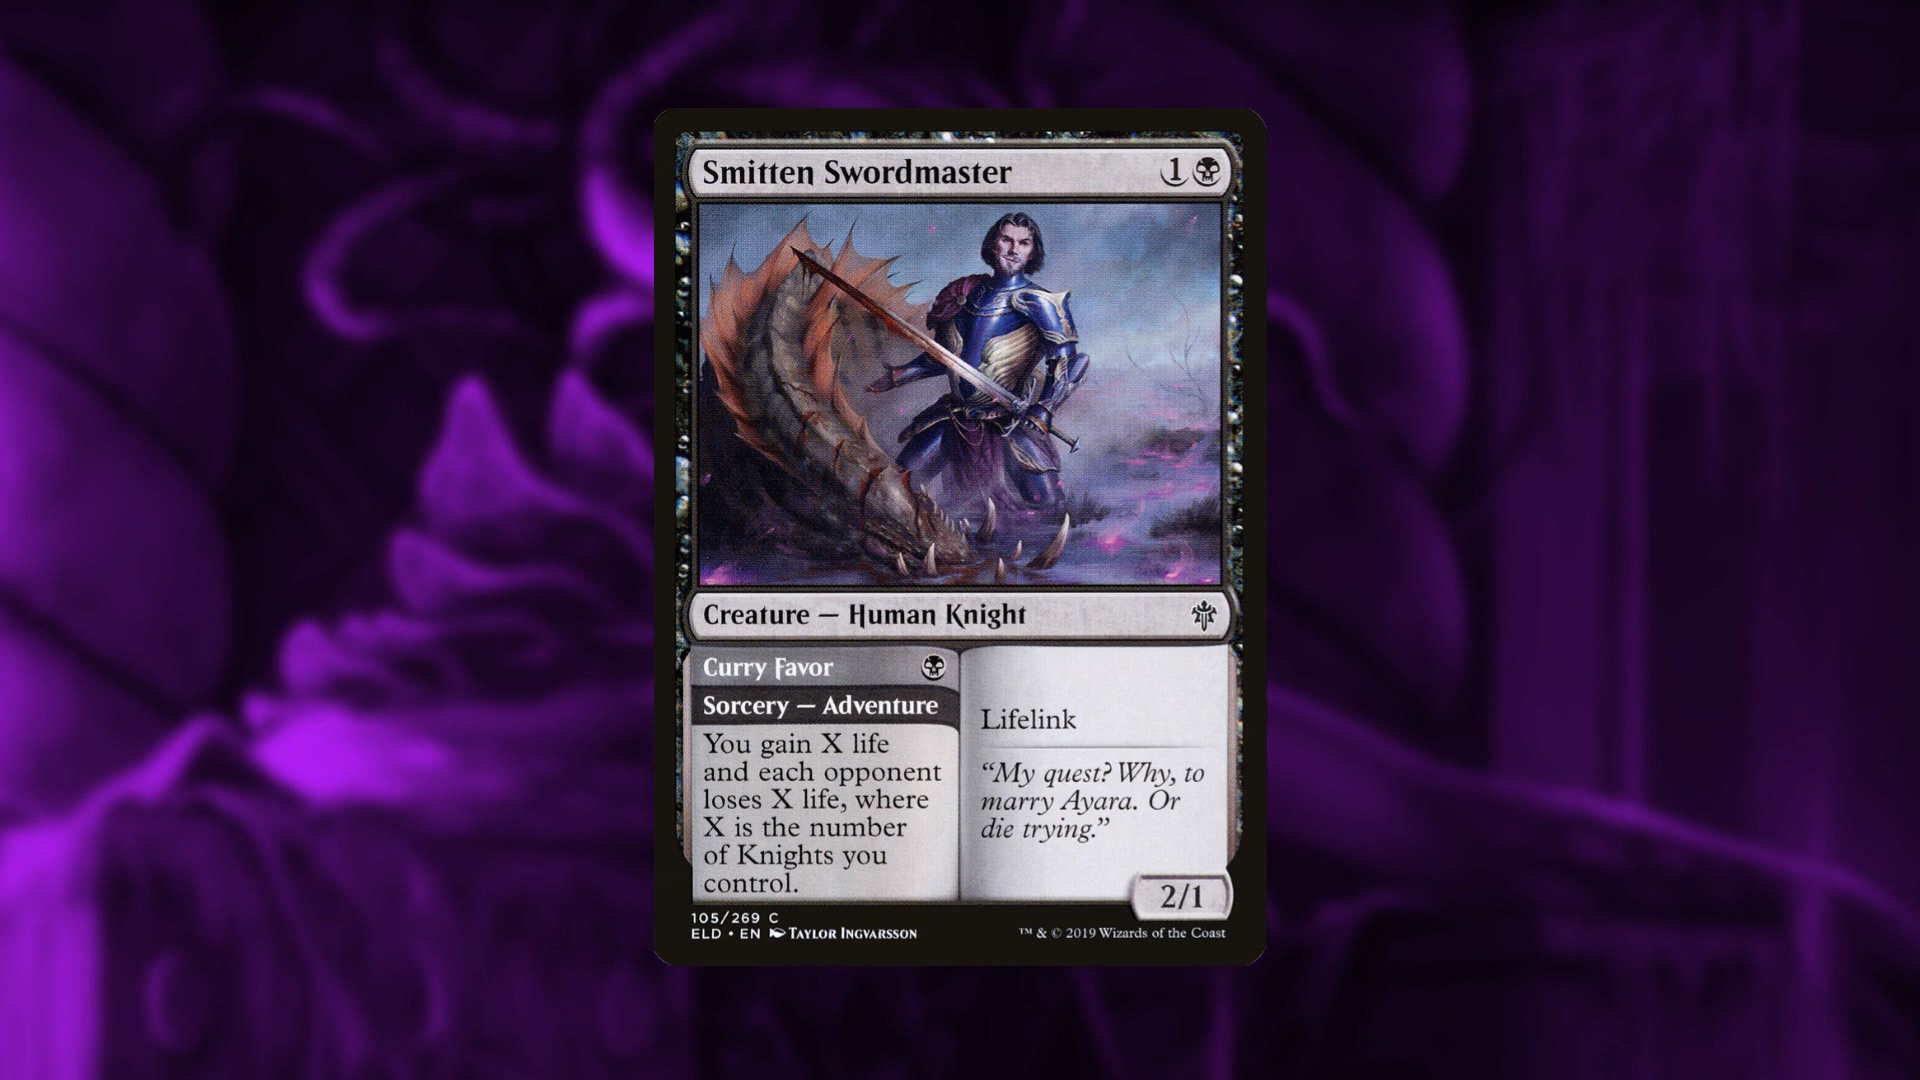 Smitten Swordmaster 1
Creature — Human Knight
Curry Favor
Sorcery — Adventure
You gain X life
and each opponent
loses X life, where
X is the number
of Knights you
control.
Lifelink
“My quest? Why, to
marry Ayara. Or
die trying.”
2/1
105/269 C
ELD • EN Taylor Ingvarsson
™ & © 2019 Wizards of the Coast